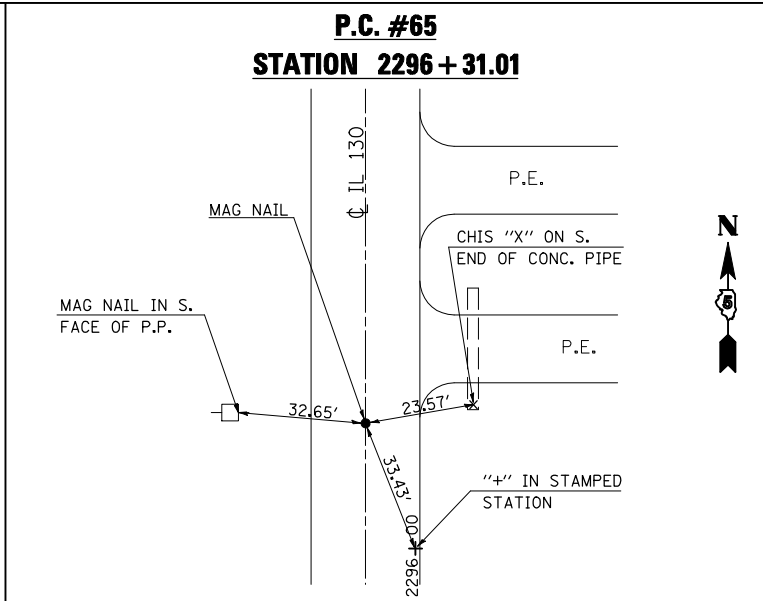 P.C. #65
STATION 2296 + 31.01
℄ IL 130
P.E.
MAG NAIL
CHIS "X" ON S.
END OF CONC. PIPE
N
5
MAG NAIL IN S.
FACE OF P.P.
P.E.
32.65'
23.57'
33.43'
"+" IN STAMPED
STATION
2296 00